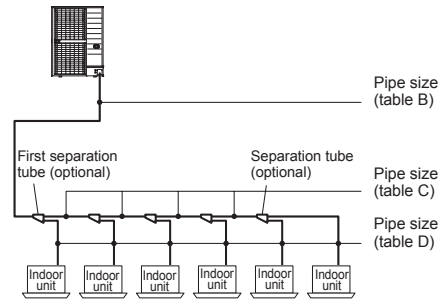 Pipe size
(table B)
First separation
tube (optional)
Separation tube
(optional)
Pipe size
(table C)
Pipe size
(table D)
Indoor
unit
Indoor
unit
Indoor
unit
Indoor
unit
Indoor
unit
Indoor
unit